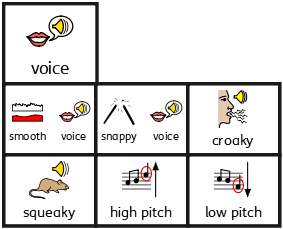 voice
smooth voice snappy voice croaky
squeaky high pitch low pitch